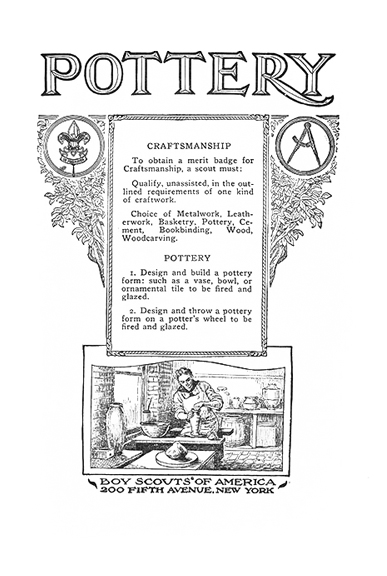 POTTERY
CRAFTSMANSHIP
To obtain a merit badge for
Craftsmanship, a scout must:
Qualify, unassisted, in the out-
lined requirements of one kind
of craftwork.
Choice of Metalwork, Leath-
erwork, Basketry, Pottery, Ce-
ment, Bookbinding, Wood,
Woodcarving.
POTTERY
1. Design and build a pottery
form: such as a vase, bowl, or
ornamental tile to be fired and
glazed.
2. Design and throw a pottery
form on a potter's wheel to be
fired and glazed.
BOY SCOUTS OF AMERICA
200 FIFTH AVENUE, NEW YORK